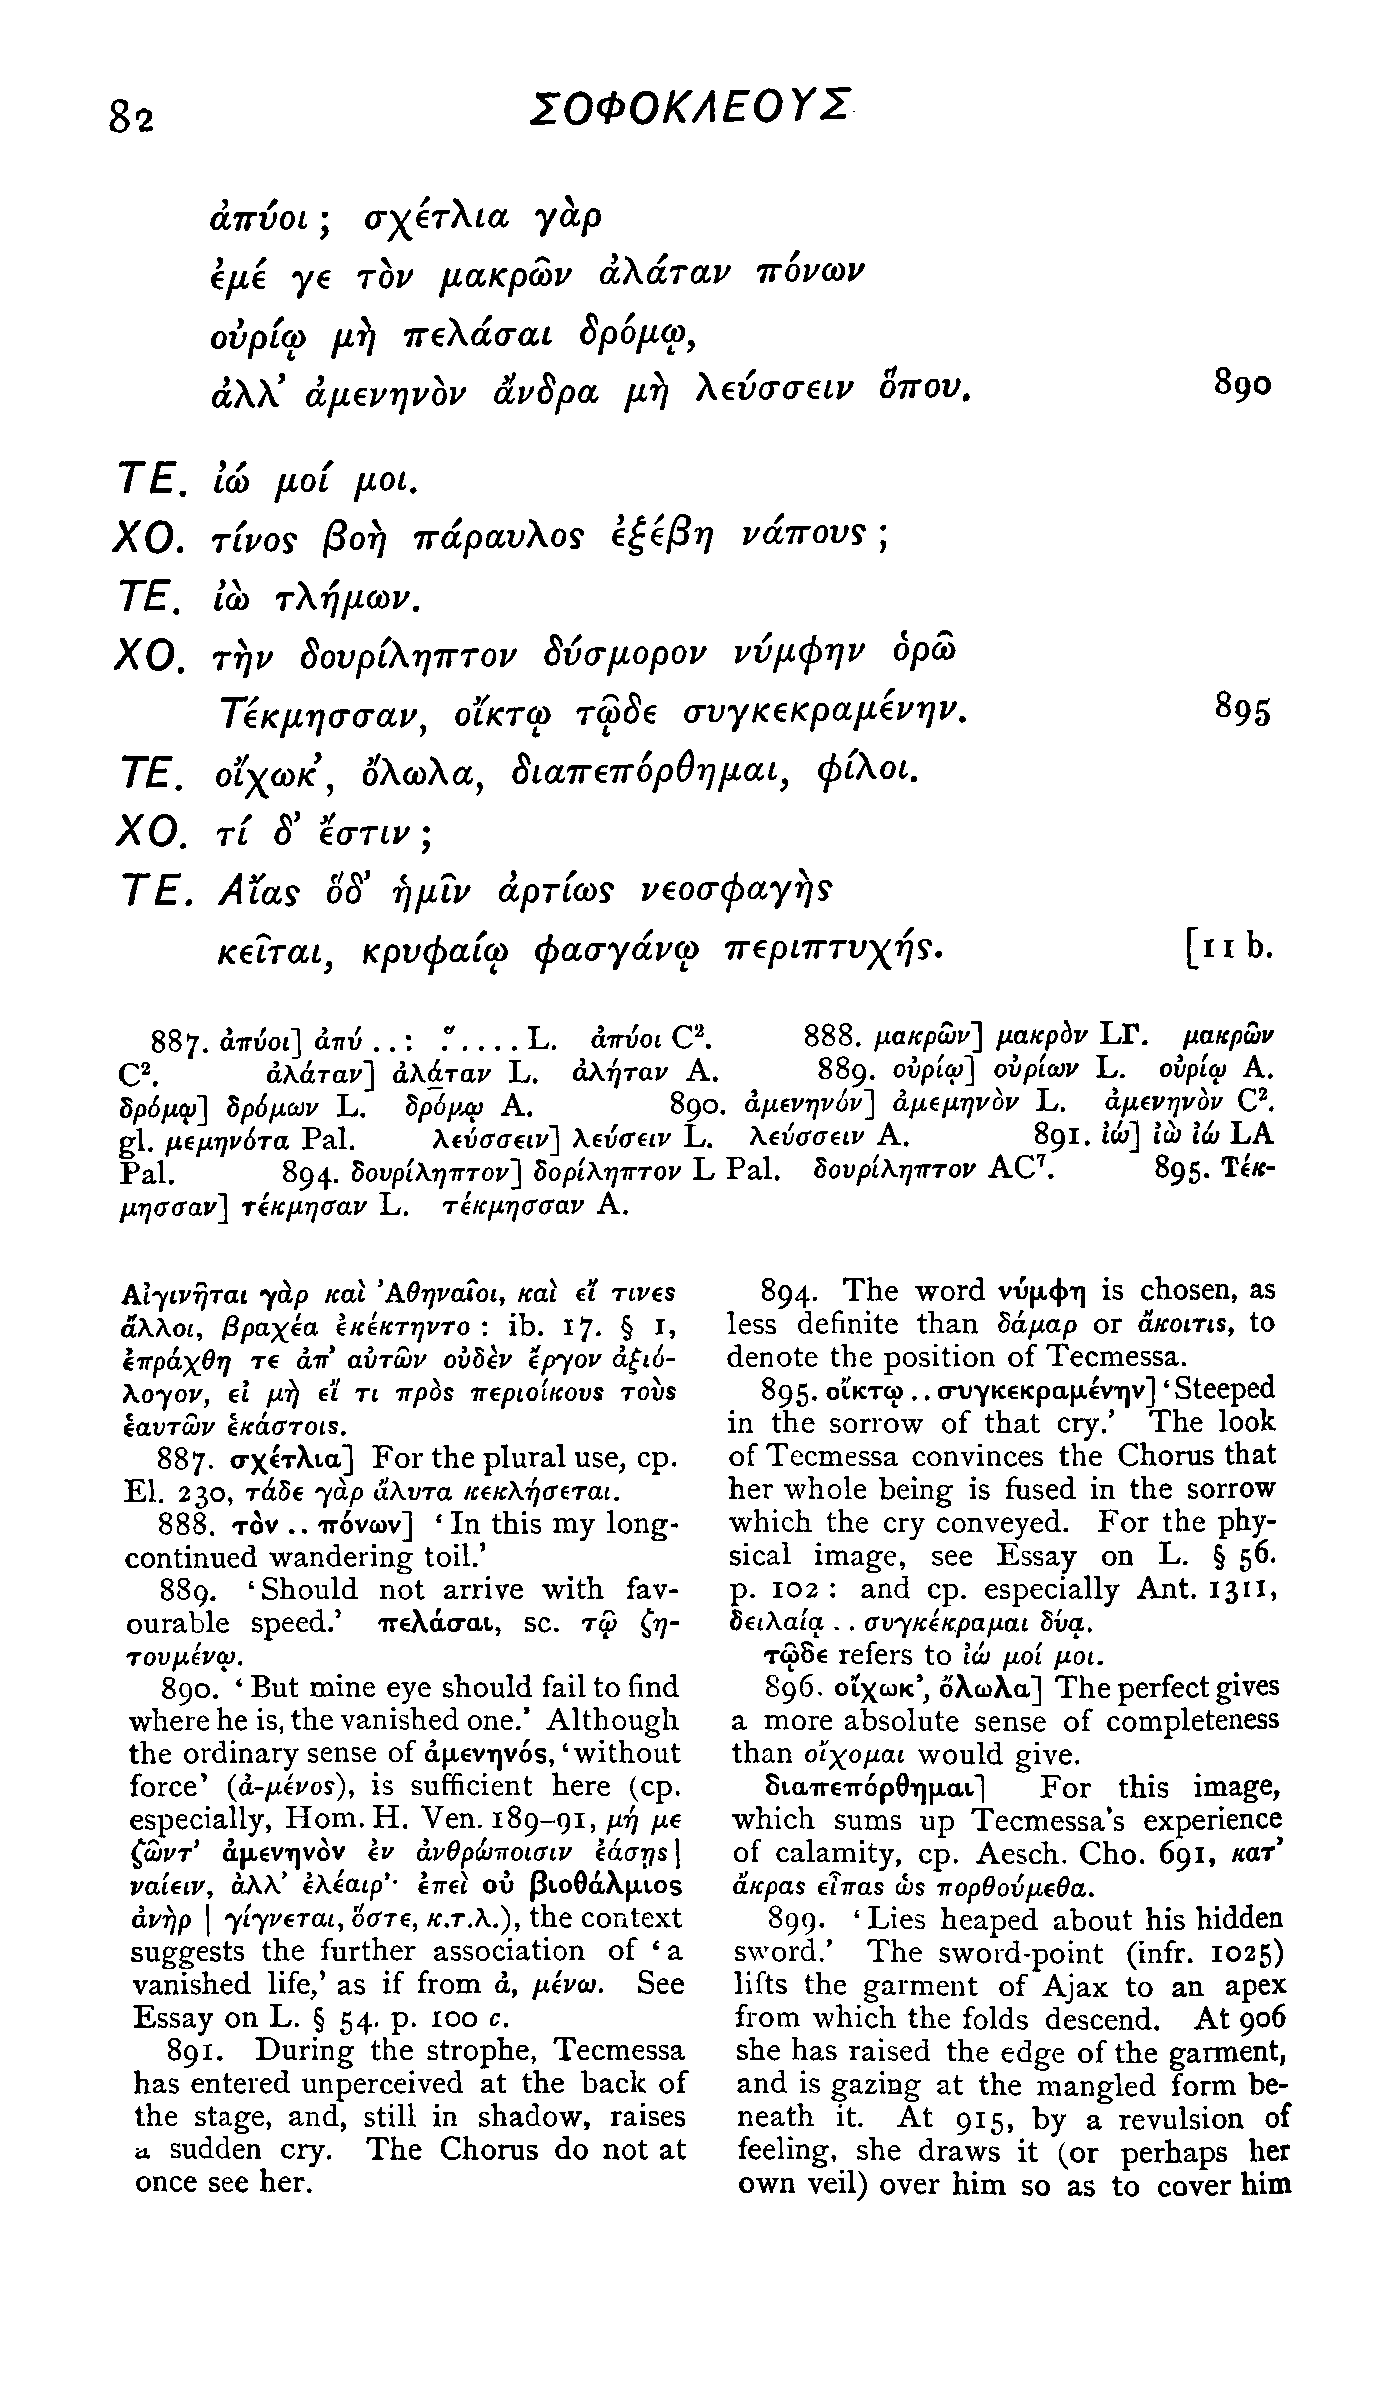 82
ΣΟΦΟΚΛΕΟΥΣ
ἀπύοι ; σχέτλια γὰρ
ἐμέ γε τὸν μακρῶν ἀλάταν πόνων
οὐρίῳ μὴ πελάσαι δρόμῳ,
ἀλλ’ ἀμενηνὸν ἄνδρα μὴ λεύσσειν ὅπου. 890
ΤΕ. ἰώ μοί μοι.
ΧΟ. τίνος βοὴ πάραυλος ἐξέβη νάπους ;
ΤΕ. ἰὼ τλήμων.
ΧΟ. τὴν δουρίληπτον δύσμορον νύμφην ὁρῶ
Τέκμησσαν, οἴκτῳ τῷδε συγκεκραμένην. 895
ΤΕ. οἴχωκ’, ὄλωλα, διαπεπόρθημαι, φίλοι.
ΧΟ. τί δ’ ἔστιν ;
ΤΕ. Αἴας ὅδ’ ἡμῖν ἀρτίως νεοσφαγὴς
κεῖται, κρυφαίῳ φασγάνῳ περιπτυχής. [11 b.
887. ἀπύοι] ἀπύ . . : . . . . . L. ἀπύοι C². 888. μακρῶν] μακρὸν LΓ. μακρῶν
C². ἀλάταν] ἀλάταν L. ἀλήταν A. 889. οὐρίῳ] οὐρίων L. οὐρίῳ A.
δρόμῳ] δρόμων L. δρόμῳ A. 890. ἀμενηνόν] ἀμεμηνὸν L. ἀμενηνὸν C².
gl. μεμηνότα Pal. λεύσσειν] λεύσειν L. λεύσσειν A. 891. ἰώ] ἰὼ ἰώ LA
Pal. 894. δουρίληπτον] δορίληπτον L Pal. δουρίληπτον AC⁷. 895. Τέκ-
μησσαν] τέκμησαν L. τέκμησσαν A.
Αἰγινῆται γὰρ καὶ Ἀθηναῖοι, καὶ εἴ τινες
ἄλλοι, βραχέα ἐκέκτηντο : ib. 17. § 1,
ἐπράχθη τε ἀπ’ αὐτῶν οὐδὲν ἔργον ἀξιό-
λογον, εἰ μὴ εἴ τι πρὸς περιοίκους τοὺς
ἑαυτῶν ἑκάστοις.
887. σχέτλια] For the plural use, cp.
El. 230, τάδε γὰρ ἄλυτα κεκλήσεται.
888. τὸν . . πόνων] ‘In this my long-
continued wandering toil.’
889. ‘Should not arrive with fav-
ourable speed.’ πελάσαι, sc. τῷ ζη-
τουμένῳ.
890. ‘But mine eye should fail to find
where he is, the vanished one.’ Although
the ordinary sense of ἀμενηνός, ‘without
force’ (ἀ-μένος), is sufficient here (cp.
especially, Hom. H. Ven. 189–91, μή με
ζῶντ’ ἀμενηνὸν ἐν ἀνθρώποισιν ἐάσῃς |
ναίειν, ἀλλ’ ἐλέαιρ’· ἐπεὶ οὐ βιοθάλμιος
ἀνὴρ | γίγνεται, ὅστε, κ.τ.λ.), the context
suggests the further association of ‘a
vanished life,’ as if from ἀ, μένω. See
Essay on L. § 54. p. 100 c.
891. During the strophe, Tecmessa
has entered unperceived at the back of
the stage, and, still in shadow, raises
a sudden cry. The Chorus do not at
once see her.
894. The word νύμφη is chosen, as
less definite than δάμαρ or ἄκοιτις, to
denote the position of Tecmessa.
895. οἴκτῳ . . συγκεκραμένην] ‘Steeped
in the sorrow of that cry.’ The look
of Tecmessa convinces the Chorus that
her whole being is fused in the sorrow
which the cry conveyed. For the phy-
sical image, see Essay on L. § 56.
p. 102 : and cp. especially Ant. 1311,
δειλαίᾳ . . συγκέκραμαι δύᾳ.
τῷδε refers to ἰώ μοί μοι.
896. οἴχωκ’, ὄλωλα] The perfect gives
a more absolute sense of completeness
than οἴχομαι would give.
διαπεπόρθημαι] For this image,
which sums up Tecmessa’s experience
of calamity, cp. Aesch. Cho. 691, κατ’
ἄκρας εἶπας ὡς πορθούμεθα.
899. ‘Lies heaped about his hidden
sword.’ The sword-point (infr. 1025)
lifts the garment of Ajax to an apex
from which the folds descend. At 906
she has raised the edge of the garment,
and is gazing at the mangled form be-
neath it. At 915, by a revulsion of
feeling, she draws it (or perhaps her
own veil) over him so as to cover him